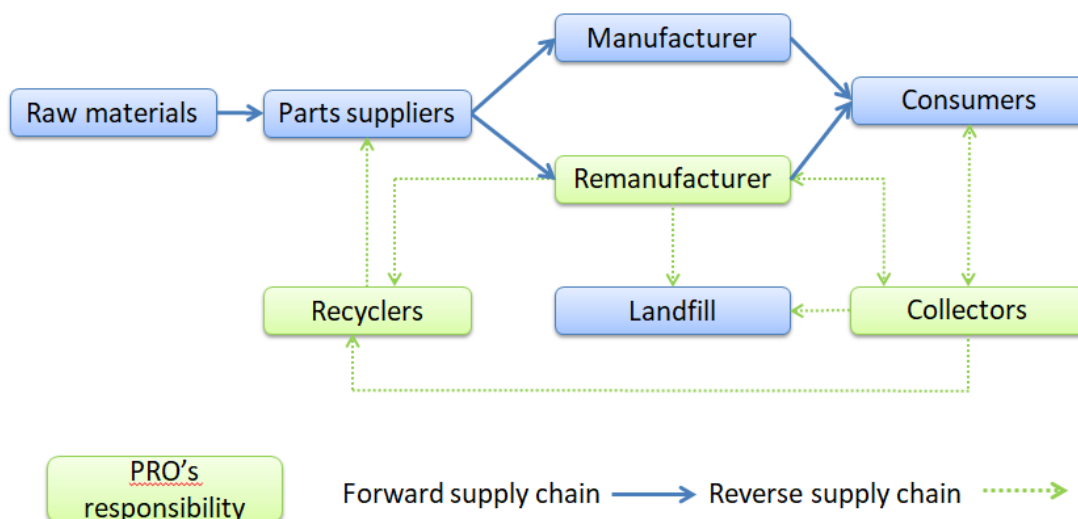 Manufacturer
Raw materials
Parts suppliers
Consumers
Remanufacturer
Recyclers
Landfill
Collectors
PRO's
responsibility
Forward supply chain
Reverse supply chain